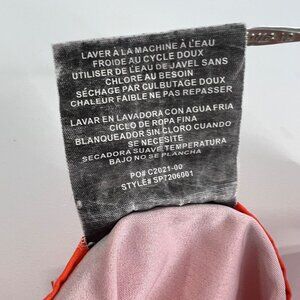 LAVER À LA MACHINE À L'EAU
FROIDE AU CYCLE DOUX
UTILISER DE L'EAU DE JAVEL SANS
CHLORE AU BESOIN
SÉCHAGE PAR CULBUTAGE DOUX
CHALEUR FAIBLE NE PAS REPASSER
LAVAR EN LAVADORA CON AGUA FRIA
CICLO DE ROPA FINA
BLANQUEADOR SIN CLORO CUANDO
SE NECESITE
SECADORA SUAVE TEMPERATURA
BAJO NO SE PLANCHA
PO# C2021-00
STYLE# SPT206001